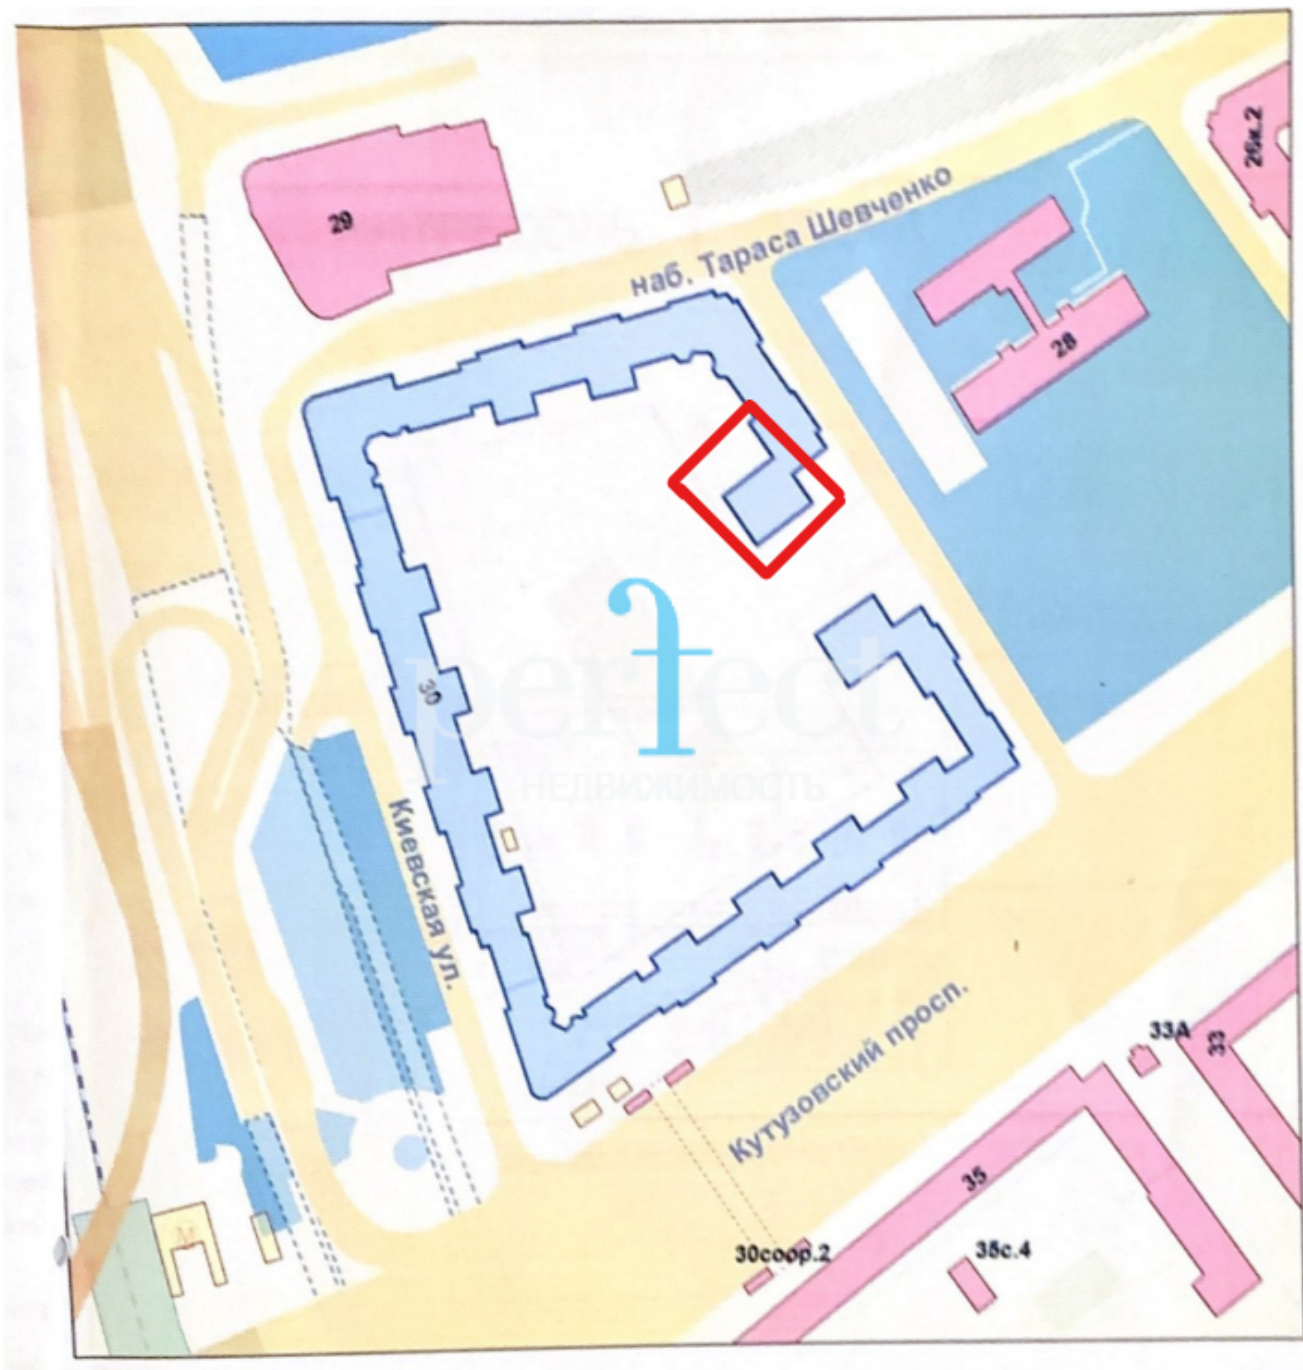 26к.2
29
наб. Тараса Шевченко
28
30
perfect
НЕДВИЖИМОСТЬ
Киевская ул.
Кутузовский просп.
33А
33
35
30соор.2
35с.4
М